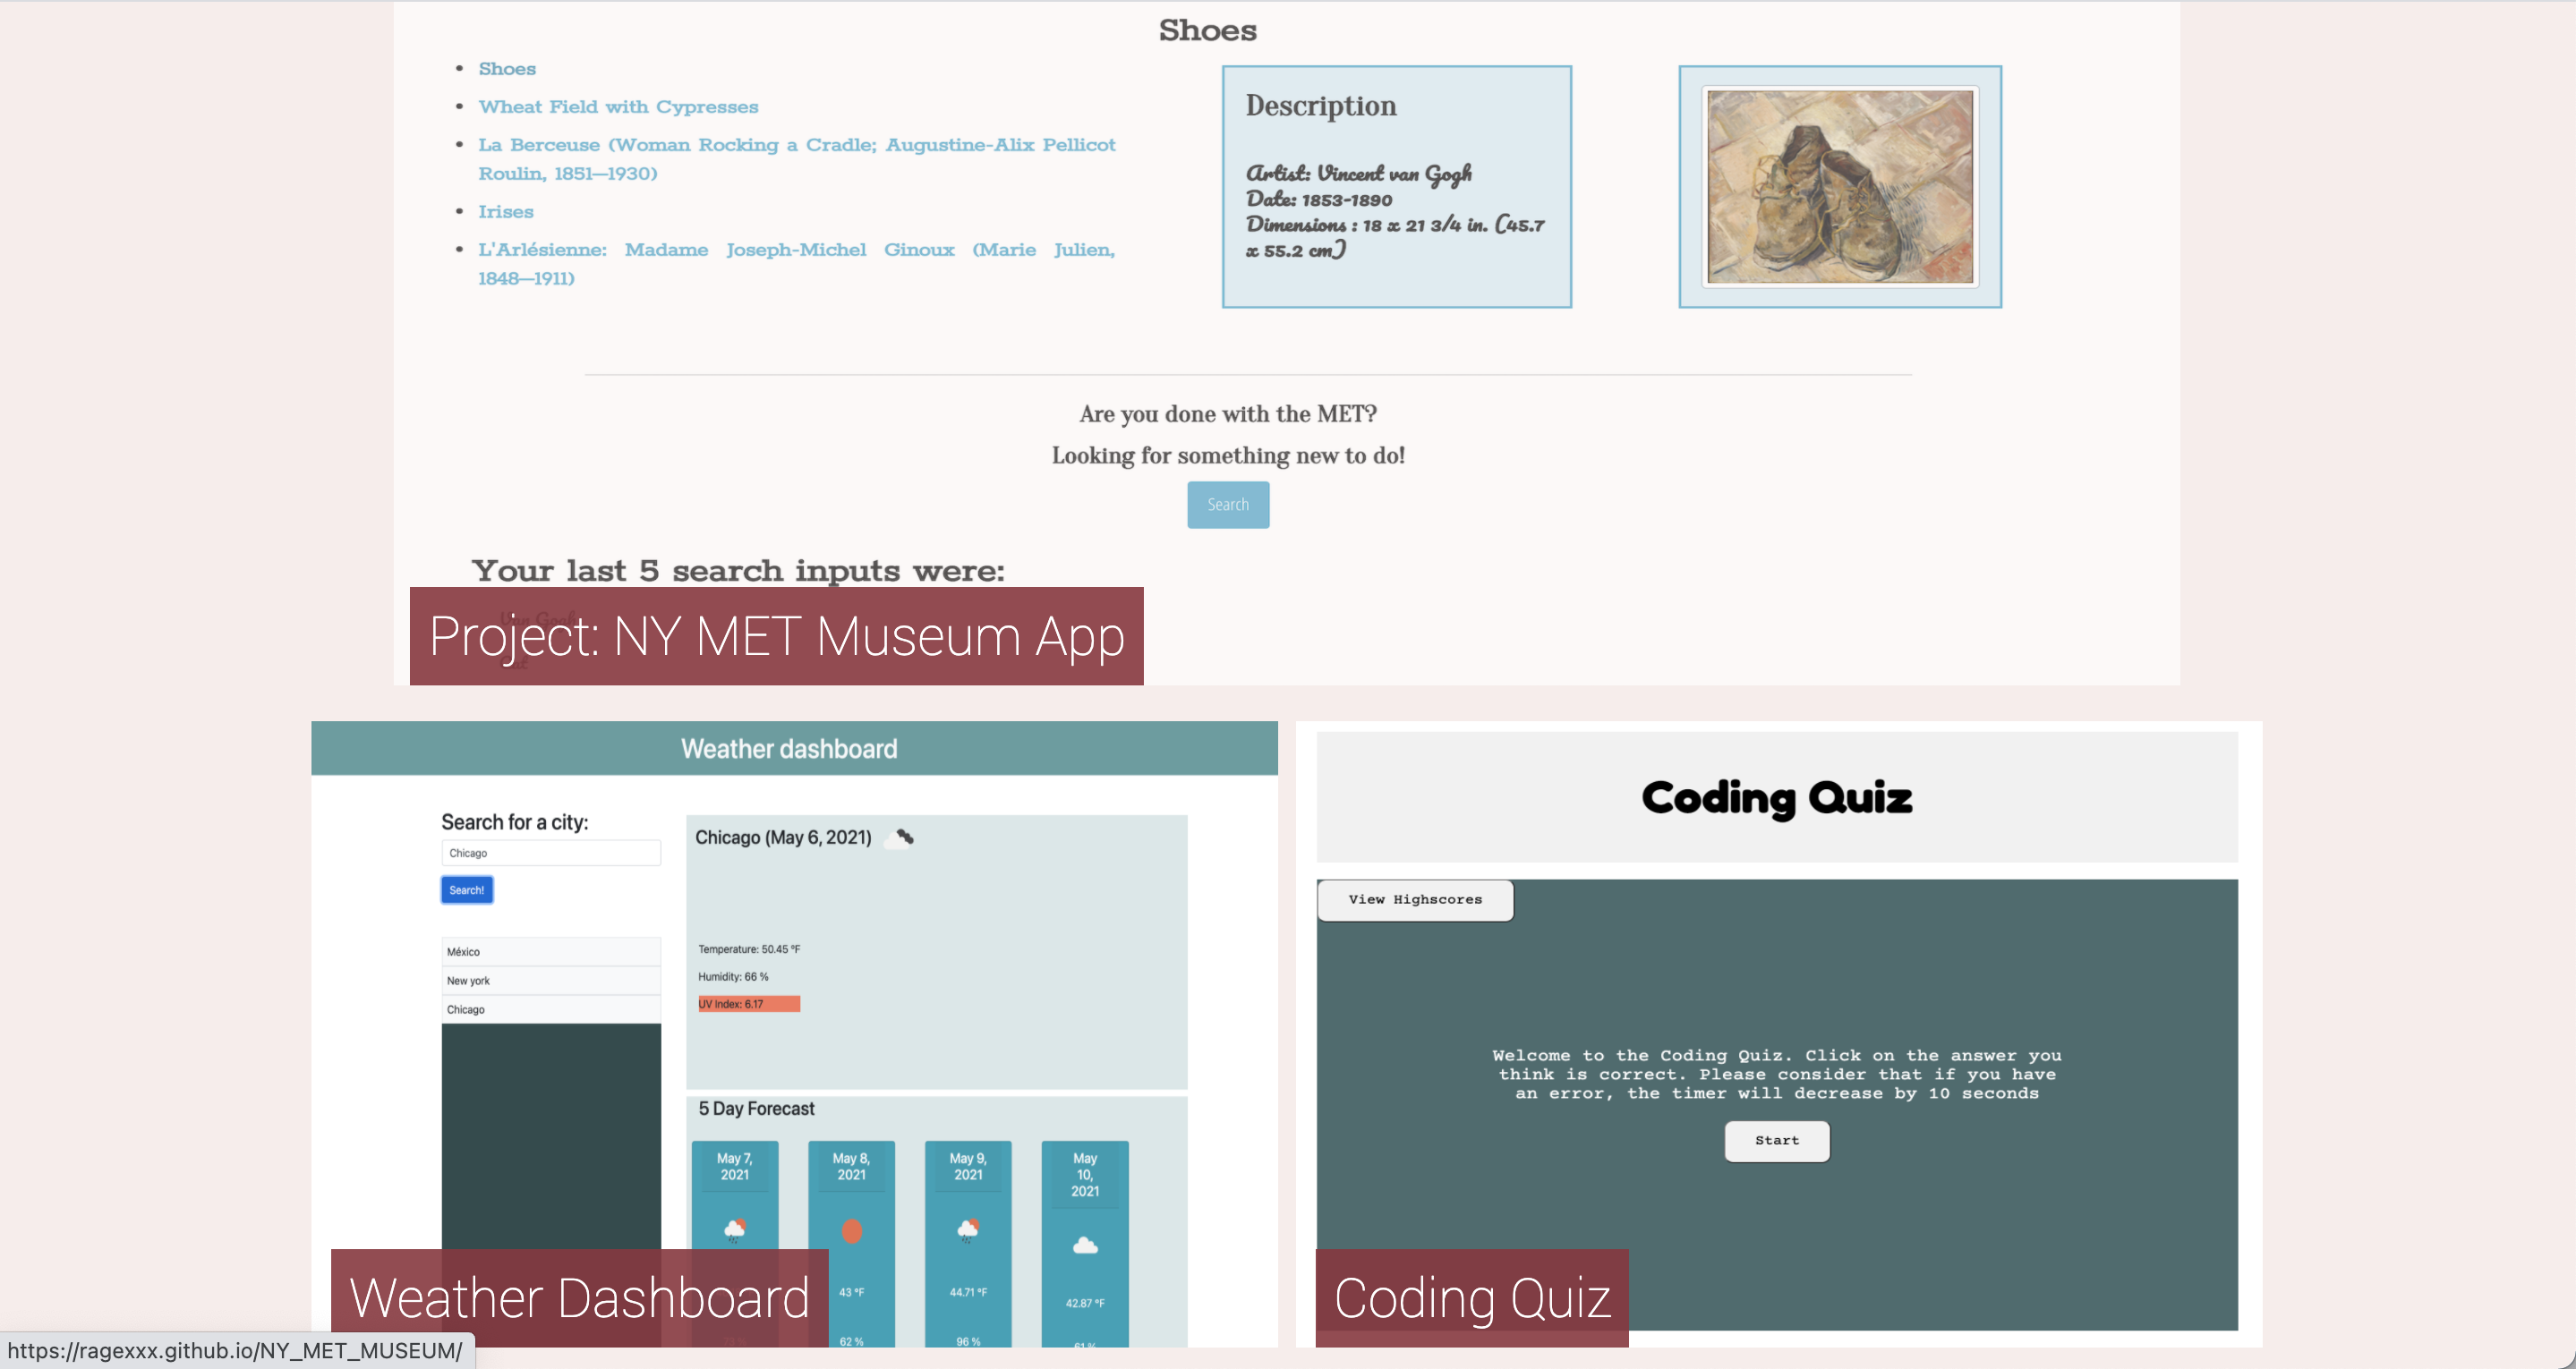 Shoes
Shoes
Wheat Field with Cypresses
La Berceuse (Woman Rocking a Cradle; Augustine-Alix Pellicot
Roulin, 1851—1930)
Irises
L'Arlésienne: Madame Joseph-Michel Ginoux (Marie Julien,
1848—1911)
Description
Artist: Vincent van Gogh
Date: 1853-1890
Dimensions : 18 x 21 3/4 in. (45.7
x 55.2 cm)
Are you done with the MET?
Looking for something new to do!
Search
Your last 5 search inputs were:
Van Gogh
Project: NY MET Museum App
Weather dashboard
Search for a city:
Chicago
Search!
México
New york
Chicago
Chicago (May 6, 2021)
Temperature: 50.45 °F
Humidity: 66 %
UV Index: 6.17
5 Day Forecast
May 7,
2021
May 8,
2021
43 °F
62 %
May 9,
2021
44.71 °F
96 %
May
10,
2021
42.87 °F
61 %
Weather Dashboard
Coding Quiz
View Highscores
Welcome to the Coding Quiz. Click on the answer you
think is correct. Please consider that if you have
an error, the timer will decrease by 10 seconds
Start
Coding Quiz
https://ragexxx.github.io/NY_MET_MUSEUM/